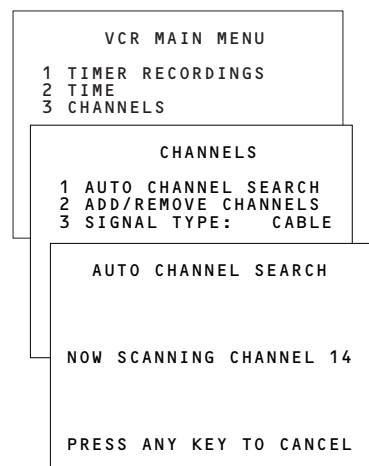 VCR MAIN MENU
1 TIMER RECORDINGS
2 TIME
3 CHANNELS
CHANNELS
1 AUTO CHANNEL SEARCH
2 ADD/REMOVE CHANNELS
3 SIGNAL TYPE: CABLE
AUTO CHANNEL SEARCH
NOW SCANNING CHANNEL 14
PRESS ANY KEY TO CANCEL